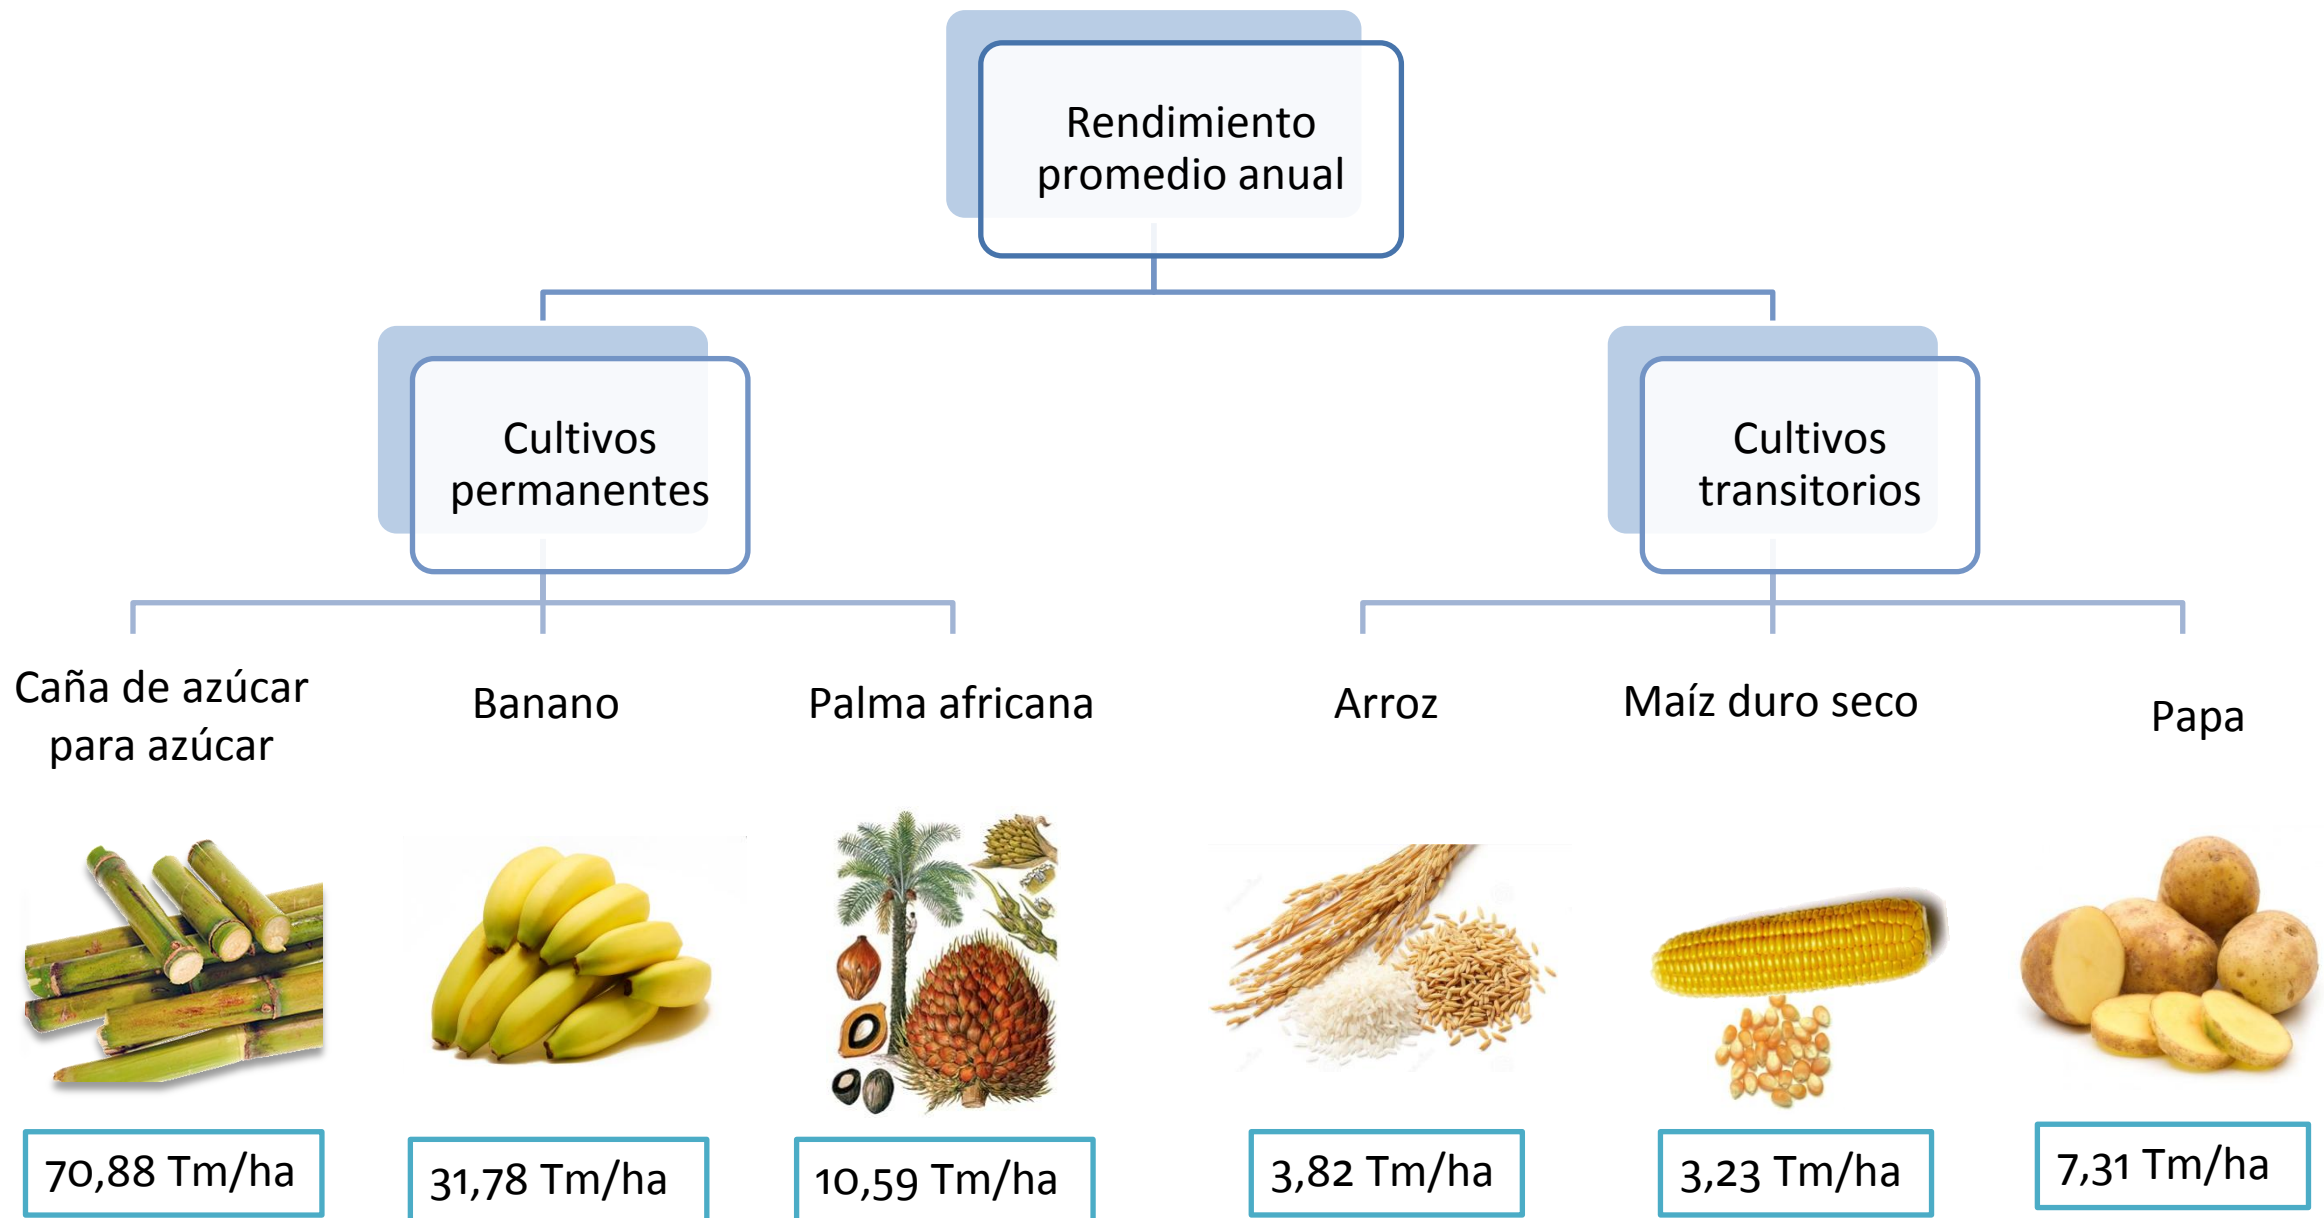 Rendimiento
promedio anual
Cultivos
permanentes
Cultivos
transitorios
Caña de azúcar
para azúcar
Banano
Palma africana
Arroz
Maíz duro seco
Papa
70,88 Tm/ha
31,78 Tm/ha
10,59 Tm/ha
3,82 Tm/ha
3,23 Tm/ha
7,31 Tm/ha